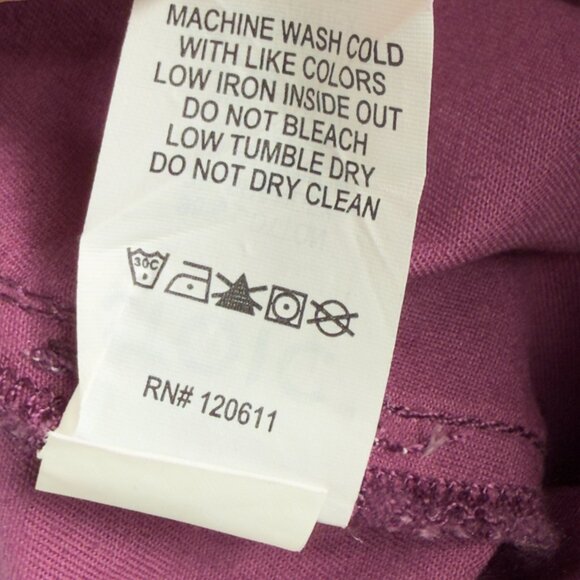 MACHINE WASH COLD
WITH LIKE COLORS
LOW IRON INSIDE OUT
DO NOT BLEACH
LOW TUMBLE DRY
DO NOT DRY CLEAN
30C
RN# 120611